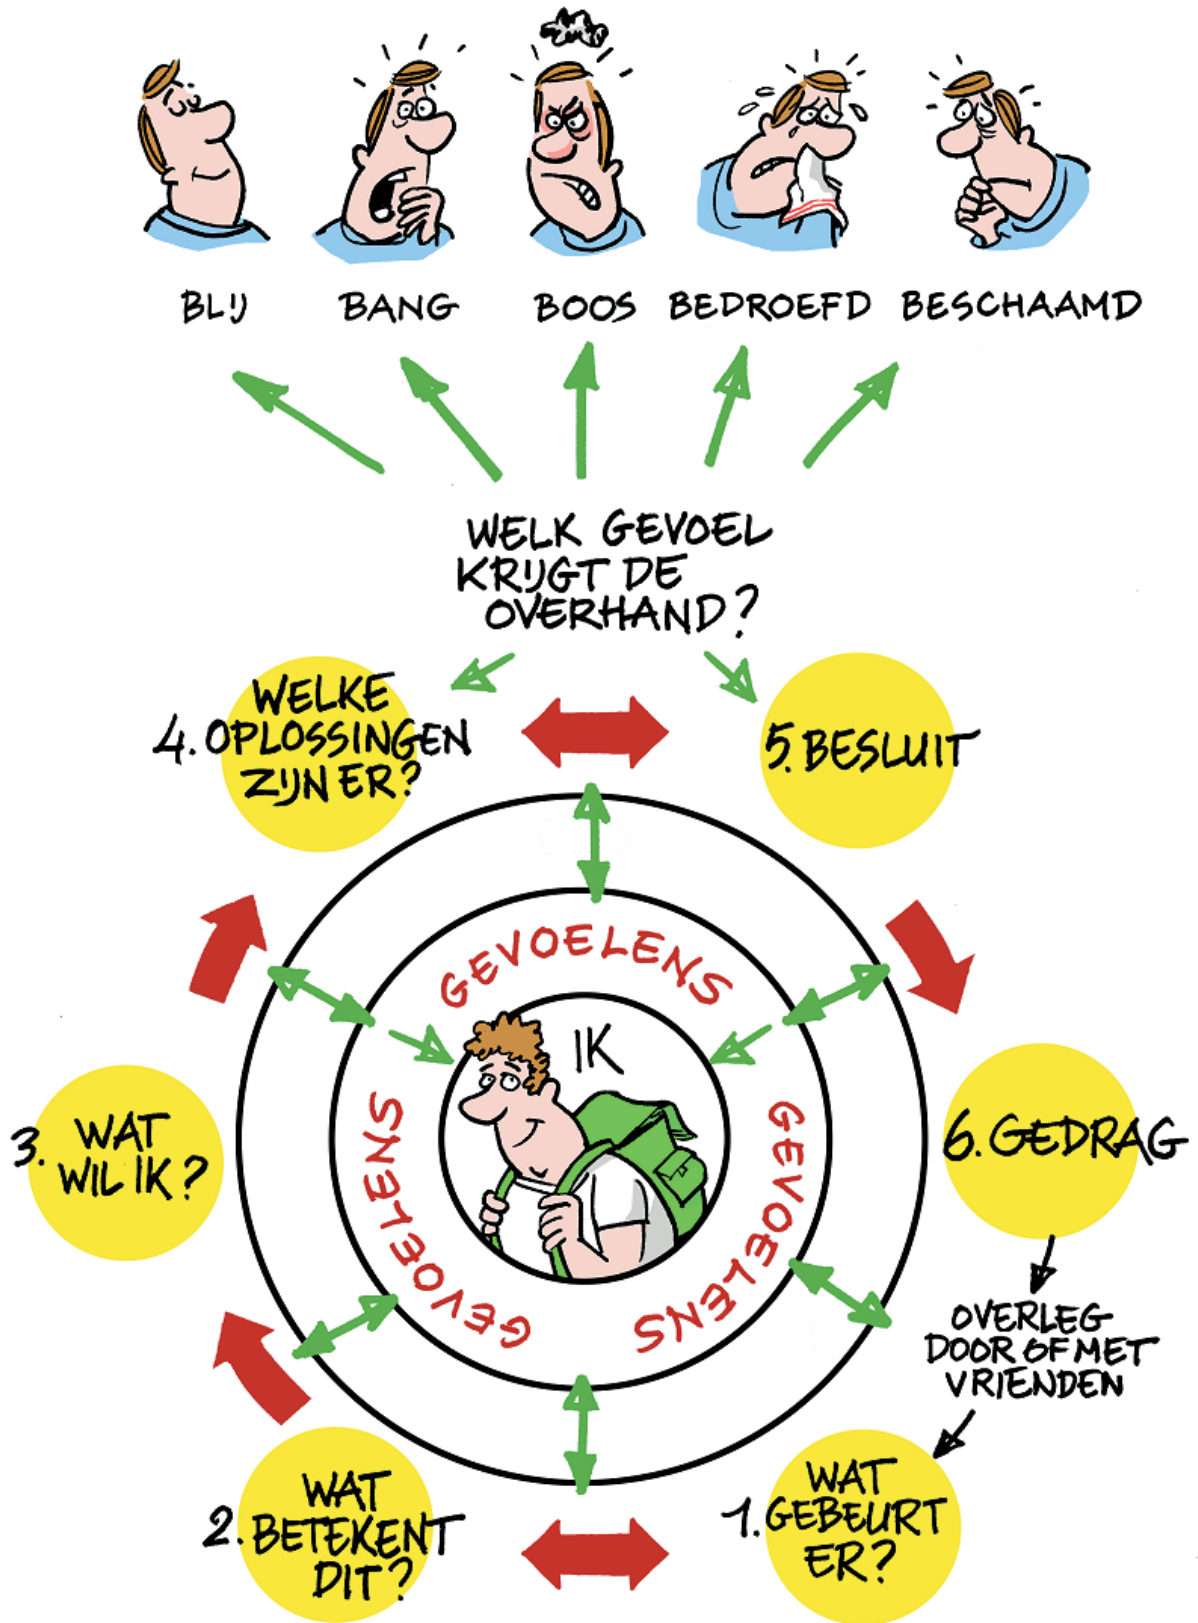 BLIJ
BANG
BOOS
BEDROEFD
BESCHAAMD
WELK GEVOEL
KRIJGT DE
OVERHAND?
4. WELKE
OPLOSSINGEN
ZIJN ER?
5. BESLUIT
GEVOELENS
IK
GEVOELENS
GEVOELENS
3. WAT
WIL IK?
6. GEDRAG
OVERLEG
DOOR OF MET
VRIENDEN
2. WAT
BETEKENT
DIT?
1. WAT
GEBEURT
ER?